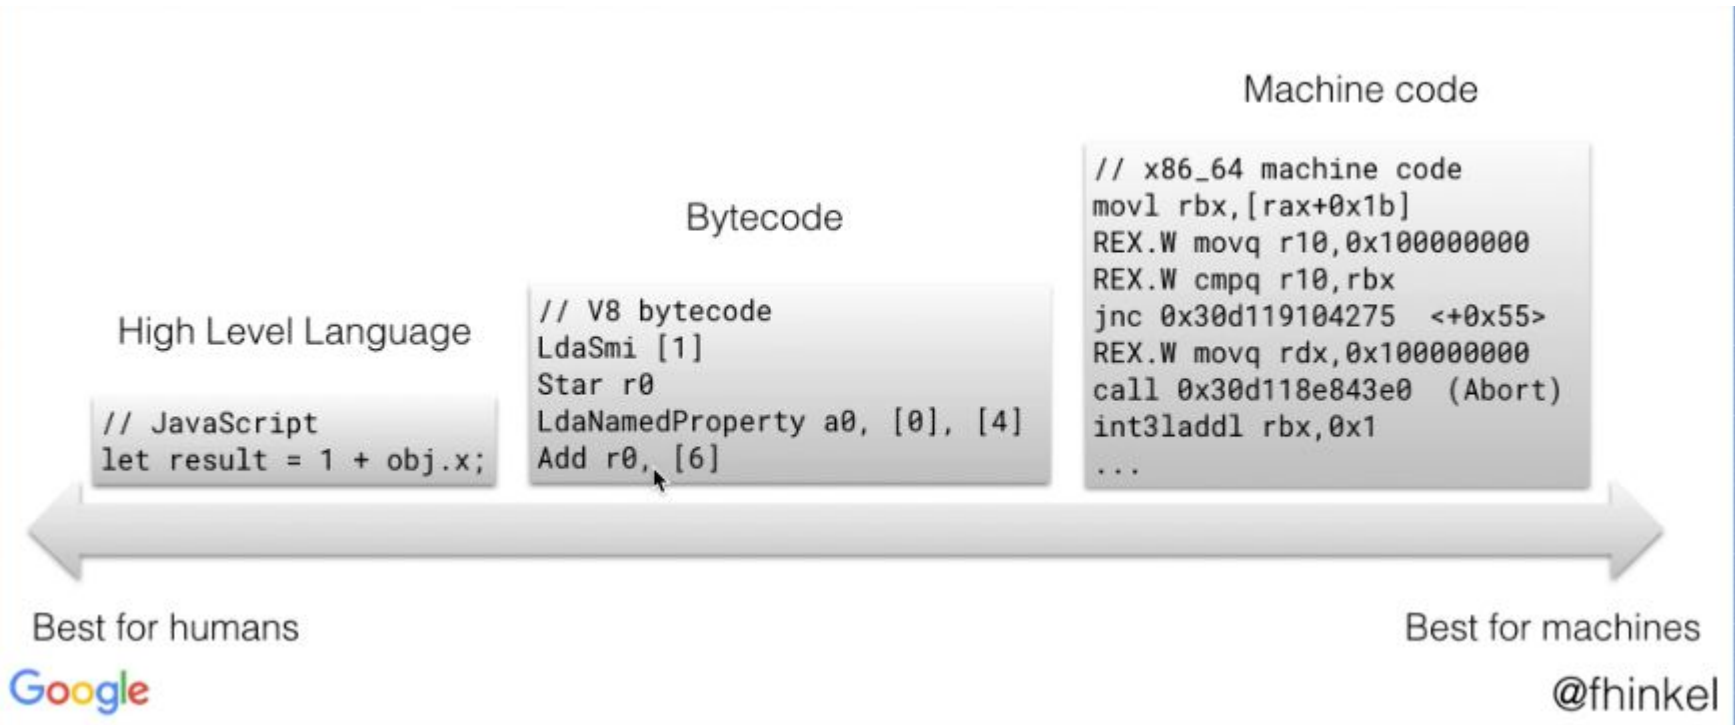 High Level Language
// JavaScript
let result = 1 + obj.x;
Bytecode
// V8 bytecode
LdaSmi [1]
Star r0
LdaNamedProperty a0, [0], [4]
Add r0, [6]
Machine code
// x86_64 machine code
movl rbx,[rax+0x1b]
REX.W movq r10,0x100000000
REX.W cmpq r10,rbx
jnc 0x30d119104275 <+0x55>
REX.W movq rdx,0x100000000
call 0x30d118e843e0 (Abort)
int3laddl rbx,0x1
...
Best for humans
Best for machines
Google
@fhinkel